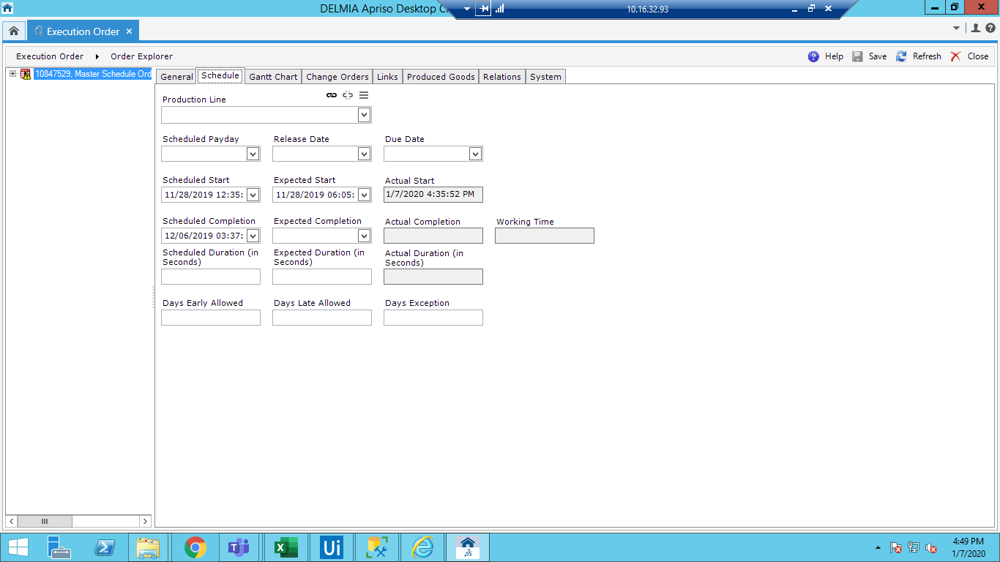 DELMIA Apriso Desktop C
10.16.32.93
Execution Order
Execution Order Order Explorer
Help Save Refresh Close
10847529, Master Schedule Ord
General Schedule Gantt Chart Change Orders Links Produced Goods Relations System
Production Line
Scheduled Payday Release Date Due Date
Scheduled Start Expected Start Actual Start
11/28/2019 12:35: 11/28/2019 06:05: 1/7/2020 4:35:52 PM
Scheduled Completion Expected Completion Actual Completion Working Time
12/06/2019 03:37:
Scheduled Duration (in Seconds) Expected Duration (in Seconds) Actual Duration (in Seconds)
Days Early Allowed Days Late Allowed Days Exception
Ui
4:49 PM
1/7/2020